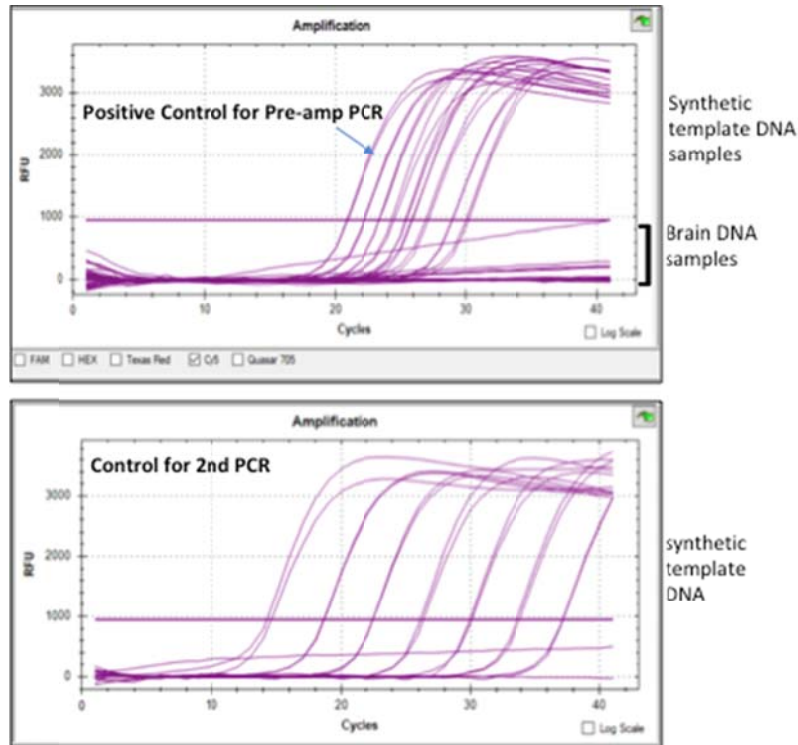 Amplification
3000
Positive Control for Pre-amp PCR
2000
RFU
1000
0
0
10
20
30
40
Cycles
Log Scale
FAM
HEX
Texas Red
Cy5
Quasar 705
Synthetic
template DNA
samples
Brain DNA
samples
Amplification
Control for 2nd PCR
3000
2000
RFU
1000
0
0
10
20
30
40
Cycles
Log Scale
synthetic
template
DNA